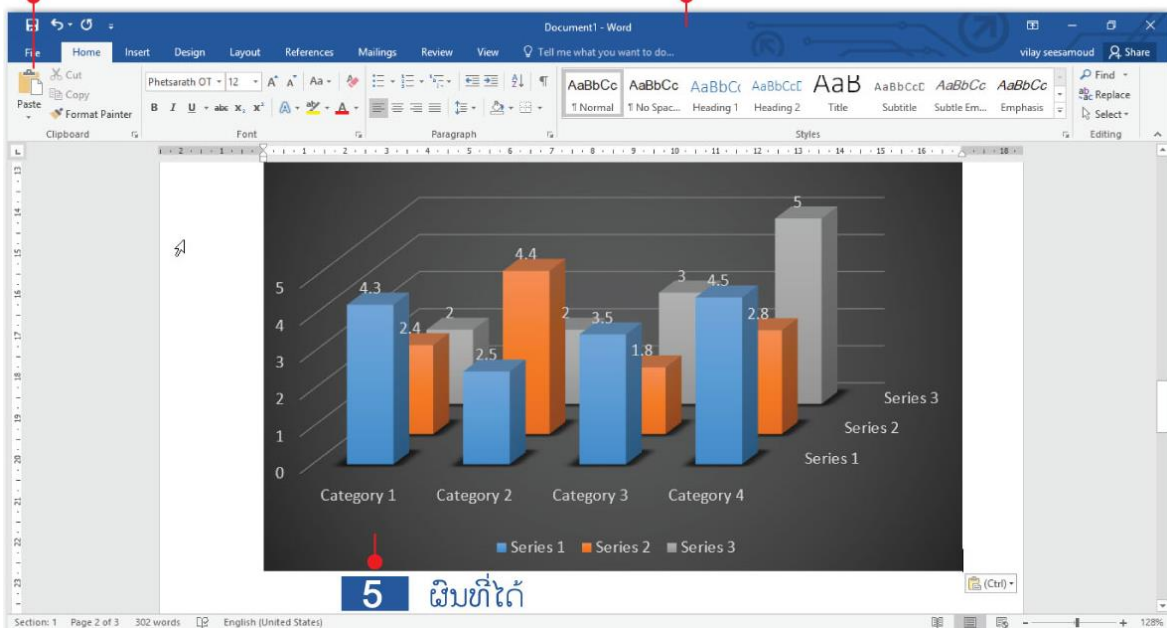 Document1 - Word
File Home Insert Design Layout References Mailings Review View Tell me what you want to do... vilay seesamoud Share
Cut
Copy
Format Painter
Paste
Phetsarath OT 12
AaBbCc AaBbCc AaBbCc AaBbCcD AaB AaBbCcD AaBbCc AaBbCc
¶ Normal ¶ No Spac... Heading 1 Heading 2 Title Subtitle Subtle Em... Emphasis
Find
Replace
Select
Clipboard Font Paragraph Styles Editing
5
4.4
4.3
2
2.4
2.5
2
3.5
3
1.8
4.5
2.8
5
4
3
2
1
0
Series 3
Series 2
Series 1
Category 1 Category 2 Category 3 Category 4
Series 1 Series 2 Series 3
5 ຜົນທີ່ໄດ້
(Ctrl)
Section: 1 Page 2 of 3 302 words English (United States) 128%